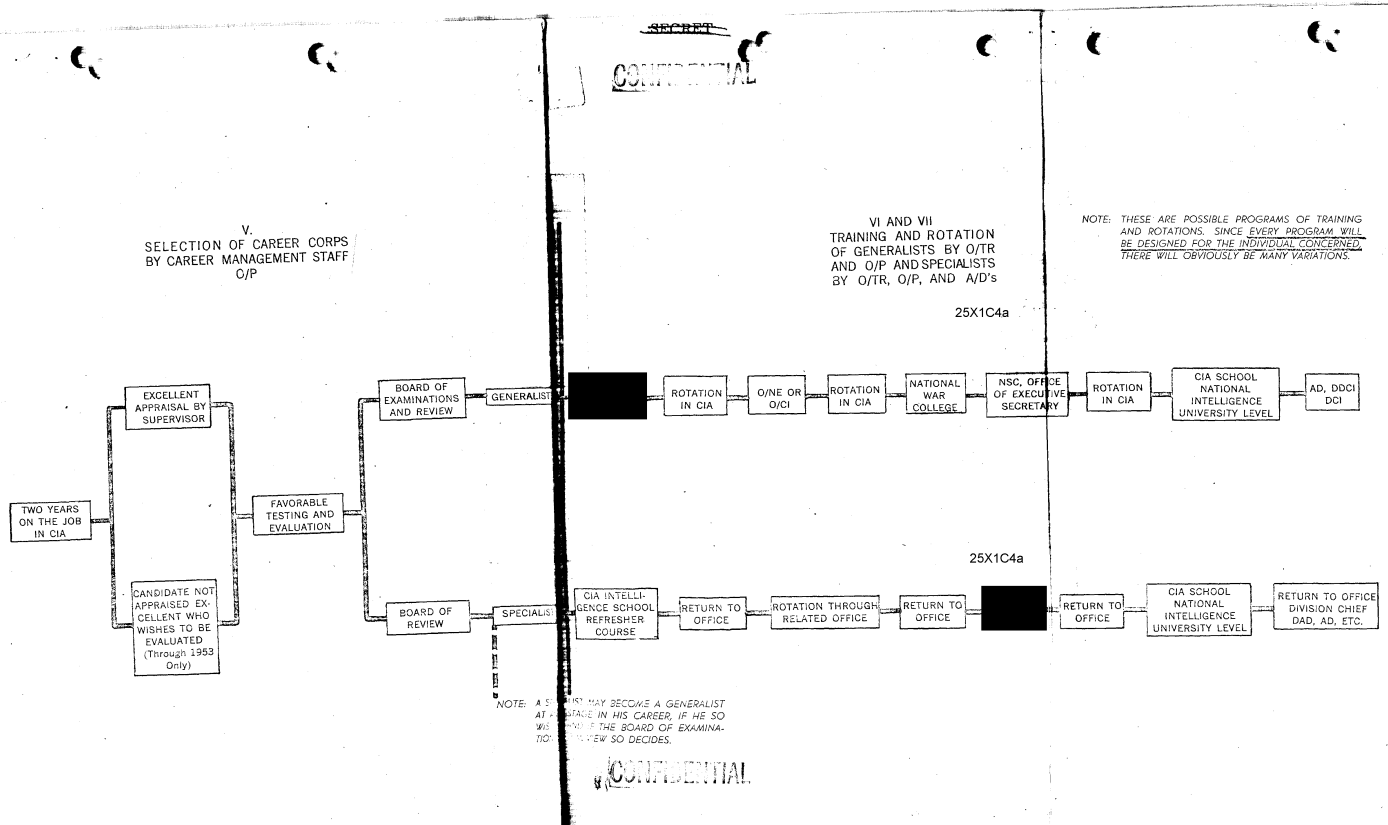 SECRET
CONFIDENTIAL
V.
SELECTION OF CAREER CORPS
BY CAREER MANAGEMENT STAFF
O/P
VI AND VII
TRAINING AND ROTATION
OF GENERALISTS BY O/TR
AND O/P AND SPECIALISTS
BY O/TR, O/P, AND A/D's
NOTE: THESE ARE POSSIBLE PROGRAMS OF TRAINING
AND ROTATIONS. SINCE EVERY PROGRAM WILL
BE DESIGNED FOR THE INDIVIDUAL CONCERNED,
THERE WILL OBVIOUSLY BE MANY VARIATIONS.
25X1C4a
TWO YEARS
ON THE JOB
IN CIA
EXCELLENT
APPRAISAL BY
SUPERVISOR
CANDIDATE NOT
APPRAISED EX-
CELLENT WHO
WISHES TO BE
EVALUATED
(Through 1953
Only)
FAVORABLE
TESTING AND
EVALUATION
BOARD OF
EXAMINATIONS
AND REVIEW
GENERALIST
ROTATION
IN CIA
O/NE OR
O/CI
ROTATION
IN CIA
NATIONAL
WAR
COLLEGE
NSC, OFFICE
OF EXECUTIVE
SECRETARY
ROTATION
IN CIA
CIA SCHOOL
NATIONAL
INTELLIGENCE
UNIVERSITY LEVEL
AD, DDCI
DCI
25X1C4a
BOARD OF
REVIEW
SPECIALIST
CIA INTELLI-
GENCE SCHOOL
REFRESHER
COURSE
RETURN TO
OFFICE
ROTATION THROUGH
RELATED OFFICE
RETURN TO
OFFICE
RETURN TO
OFFICE
CIA SCHOOL
NATIONAL
INTELLIGENCE
UNIVERSITY LEVEL
RETURN TO OFFICE
DIVISION CHIEF
DAD, AD, ETC.
NOTE: A MAY BECOME A GENERALIST
AT STAGE IN HIS CAREER, IF HE SO
THE BOARD OF EXAMINA-
SO DECIDES.
CONFIDENTIAL